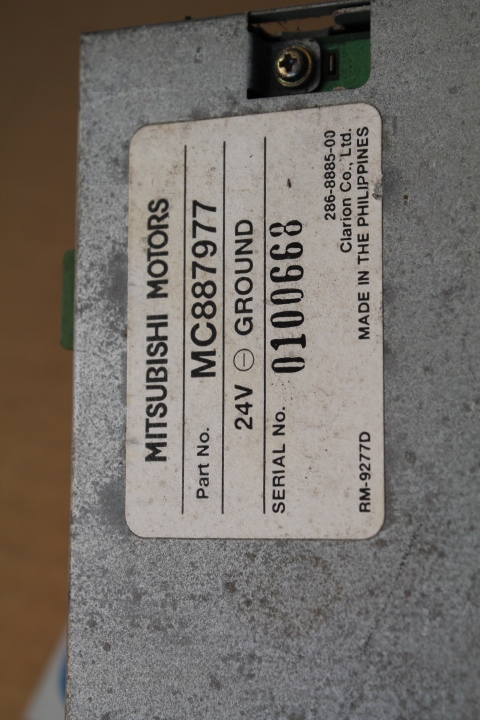 MITSUBISHI MOTORS
Part No. MC887977
24V ⊖ GROUND
SERIAL No. 0100668
286-8885-00
Clarion Co., Ltd.
RM-9277D MADE IN THE PHILIPPINES